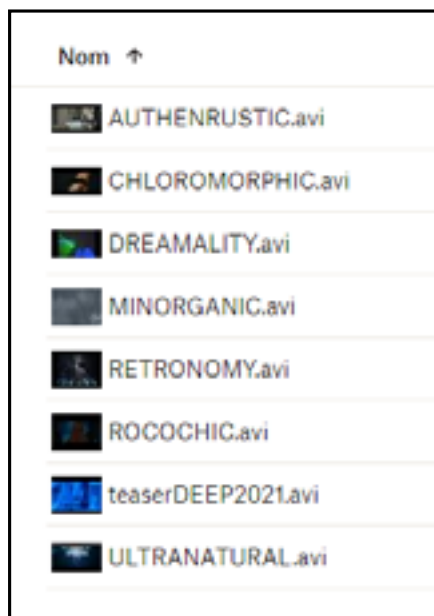 Nom ↑
AUTHENRUSTIC.avi
CHLOROMORPHIC.avi
DREAMALITY.avi
MINORGANIC.avi
RETRONOMY.avi
ROCOCHIC.avi
teaserDEEP2021.avi
ULTRANATURAL.avi